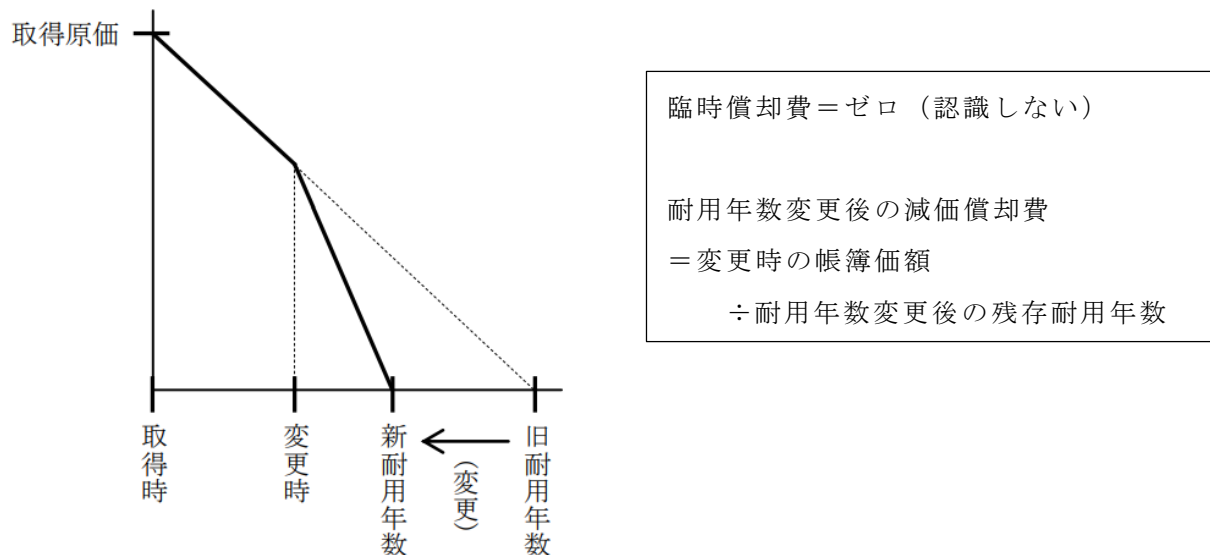 取得原価
臨時償却費＝ゼロ（認識しない）
耐用年数変更後の減価償却費
＝変更時の帳簿価額
÷耐用年数変更後の残存耐用年数
取得時
変更時
新耐用年数
（変更）
旧耐用年数